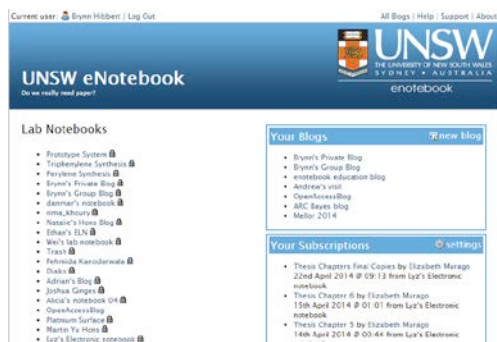 Current user: Brynn Hibbert | Log Out
All Blogs | Help | Support | About
UNSW
THE UNIVERSITY OF NEW SOUTH WALES
SYDNEY • AUSTRALIA
enotebook
UNSW eNotebook
Do we really need paper?
Lab Notebooks
Prototype System
Triphenylene Synthesis
Perylene Synthesis
Brynn's Private Blog
Brynn's Group Blog
danmar's notebook
rima_khoury
Natalie's Hons Blog
Ethan's ELN
Wei's lab notebook
Trash
Fehmida Kanodarwala
Disks
Adrian's Blog
Joshua Ginges
Alicia's notebook 04
OpenAccessBlog
Platinum Surface
Martin Yu Hons
Lyz's Electronic notebook
Your Blogs
new blog
Brynn's Private Blog
Brynn's Group Blog
enotebook education blog
Andrew's visit
OpenAccessBlog
ARC Bayes blog
Mellor 2014
Your Subscriptions
settings
Thesis Chapters Final Copies by Elizabeth Murago
22nd April 2014 @ 09:13 from Lyz's Electronic
notebook
Thesis Chapter 6 by Elizabeth Murago
15th April 2014 @ 01:01 from Lyz's Electronic
notebook
Thesis Chapter 5 by Elizabeth Murago
14th April 2014 @ 00:44 from Lyz's Electronic